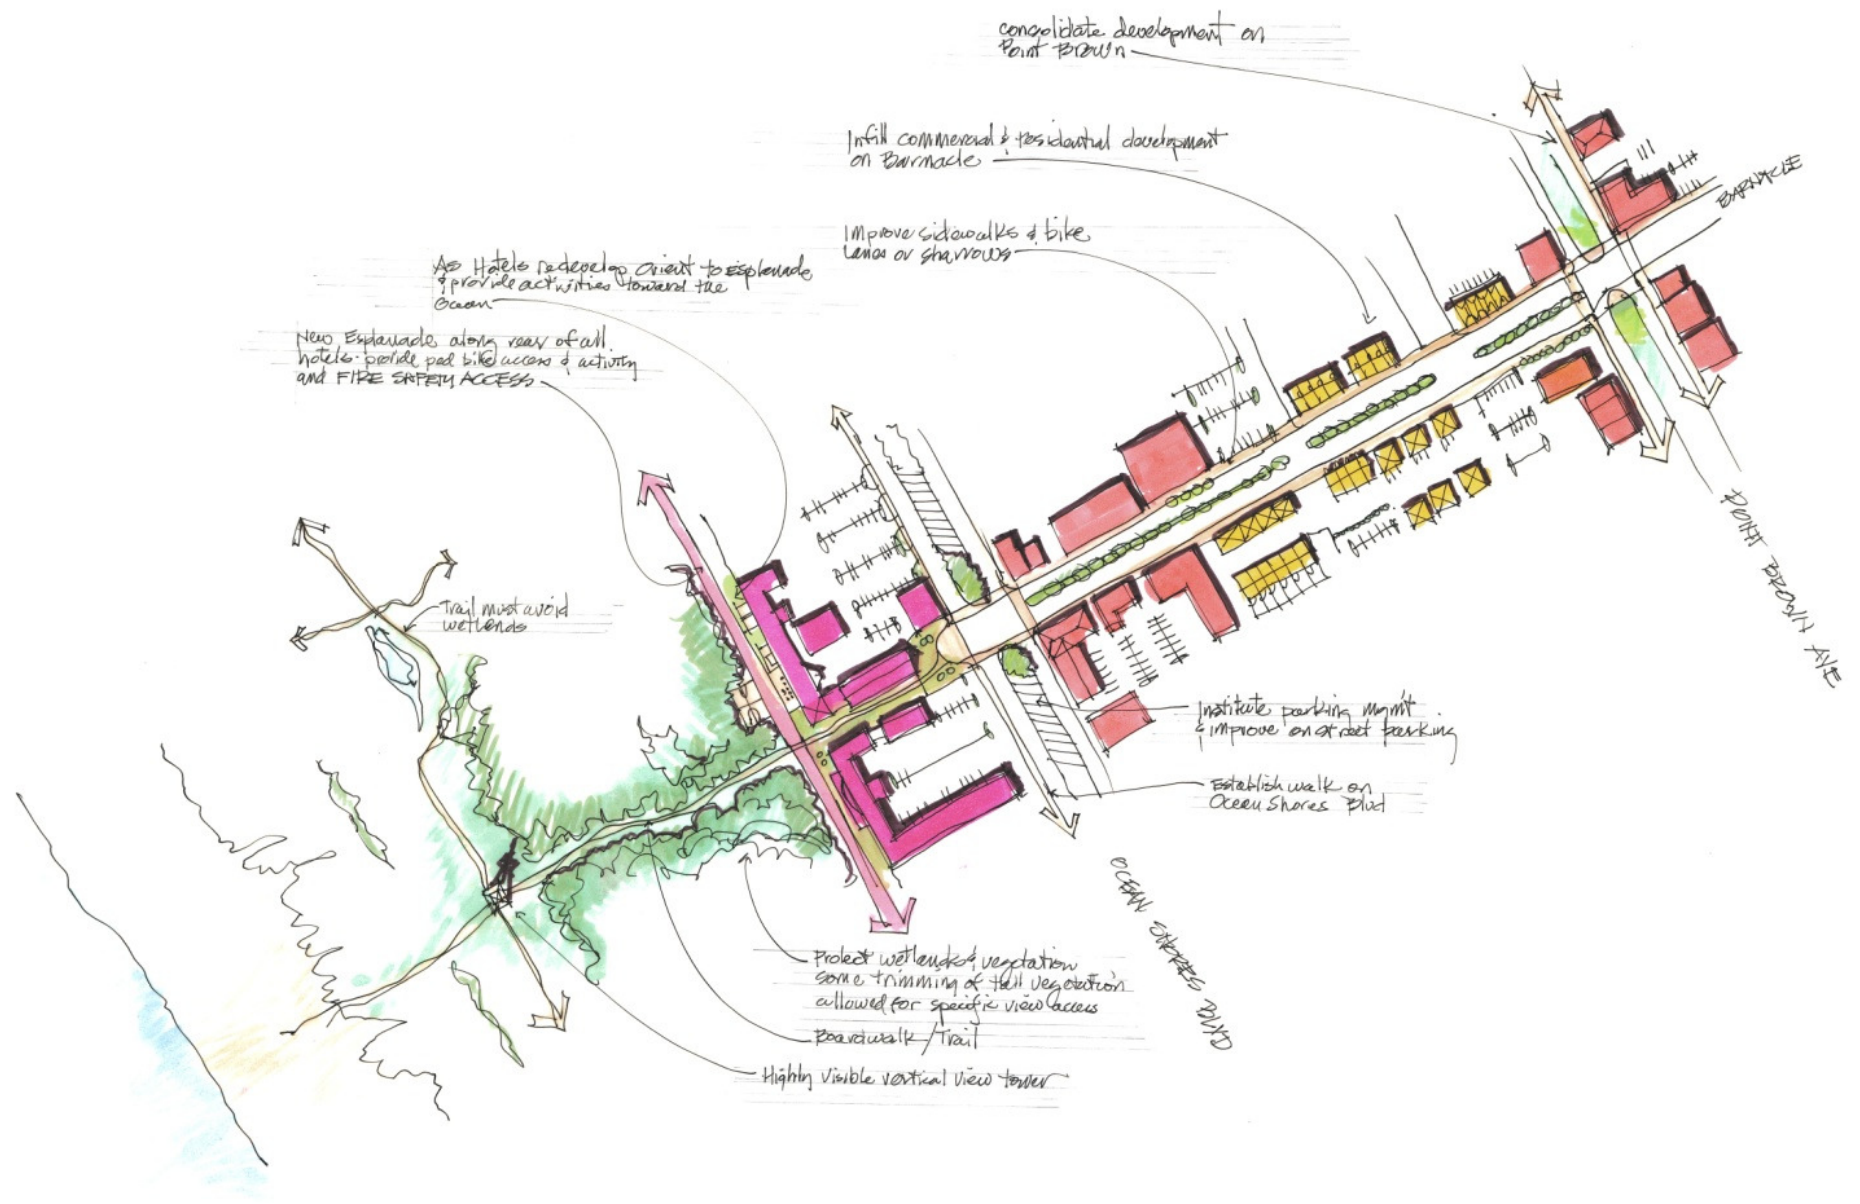 consolidate development on
Point Brown
Infill commercial & residential development
on Barnacle
Improve sidewalks & bike
lanes or sharrows
As Hotels redevelop orient to Esplanade
& provide activities toward the
Ocean
New Esplanade along rear of all
hotels - provide ped bike access & activity
and FIRE SAFETY ACCESS
Trail must avoid
wetlands
BARNACLE
POINT BROWN AVE
Institute parking mgmt
& improve on street parking
Establish walk on
Ocean Shores Blvd
OCEAN SHORES BLVD
Protect wetlands & vegetation
some trimming of tall vegetation
allowed for specific view access
Boardwalk / Trail
Highly visible vertical view tower